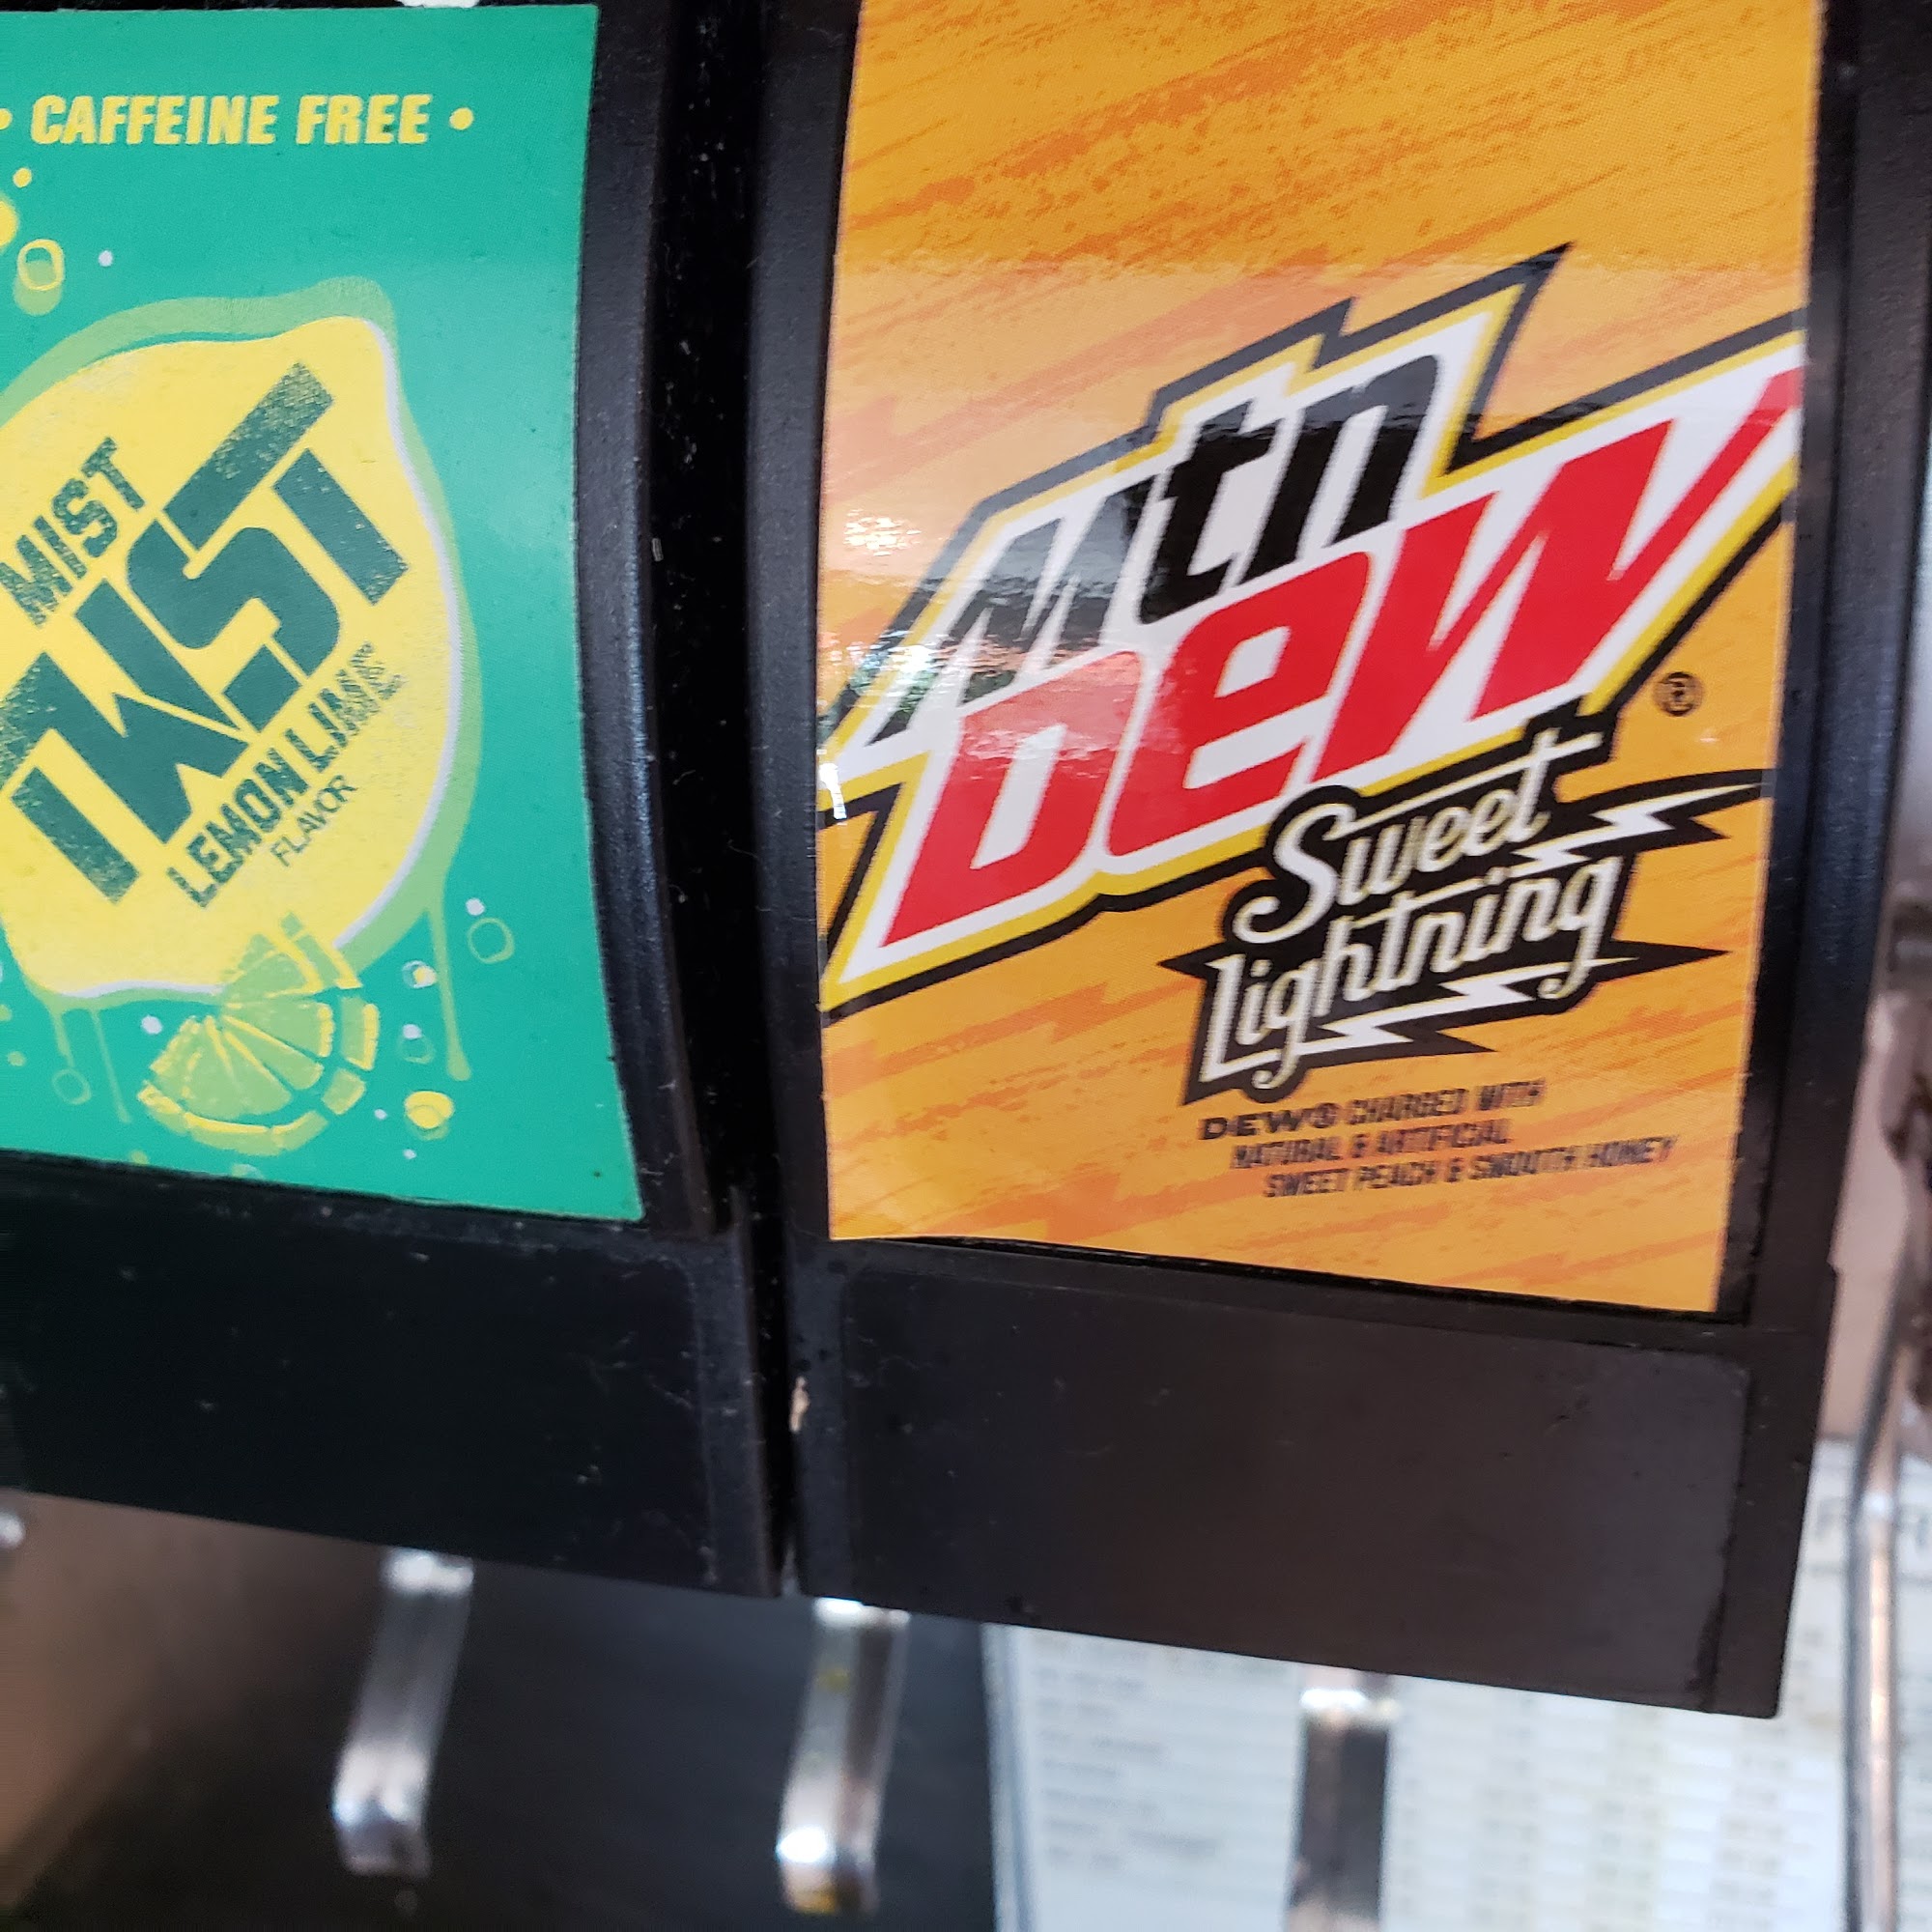 • CAFFEINE FREE •
MIST
TWST
LEMON LIME
FLAVOR
Mtn
Dew
®
Sweet
Lightning
DEW® CHARGED WITH
NATURAL & ARTIFICIAL
SWEET PEACH & SMOOTH HONEY